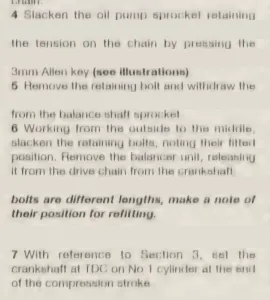 chain.
4 Slacken the oil pump sprocket retaining
the tension on the chain by pressing the
3mm Allen key (see illustrations)
5 Remove the retaining bolt and withdraw the
from the balance shaft sprocket
6 Working from the outside to the middle,
slacken the retaining bolts, noting their fitted
position. Remove the balancer unit, releasing
it from the drive chain from the crankshaft.
bolts are different lengths, make a note of
their position for refitting.
7 With reference to Section 3, set the
crankshaft at TDC on No 1 cylinder at the end
of the compression stroke.